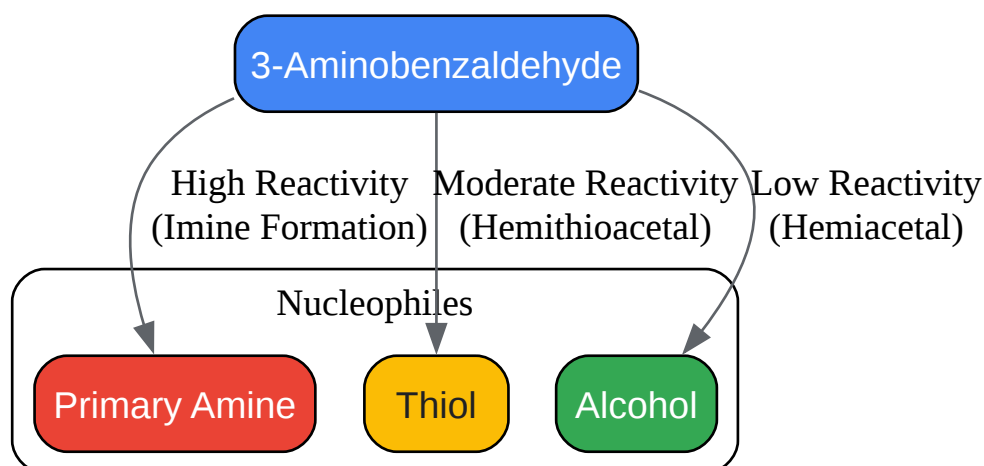 3-Aminobenzaldehyde
High Reactivity
(Imine Formation)
Moderate Reactivity
(Hemithioacetal)
Low Reactivity
(Hemiacetal)
Nucleophiles
Primary Amine
Thiol
Alcohol